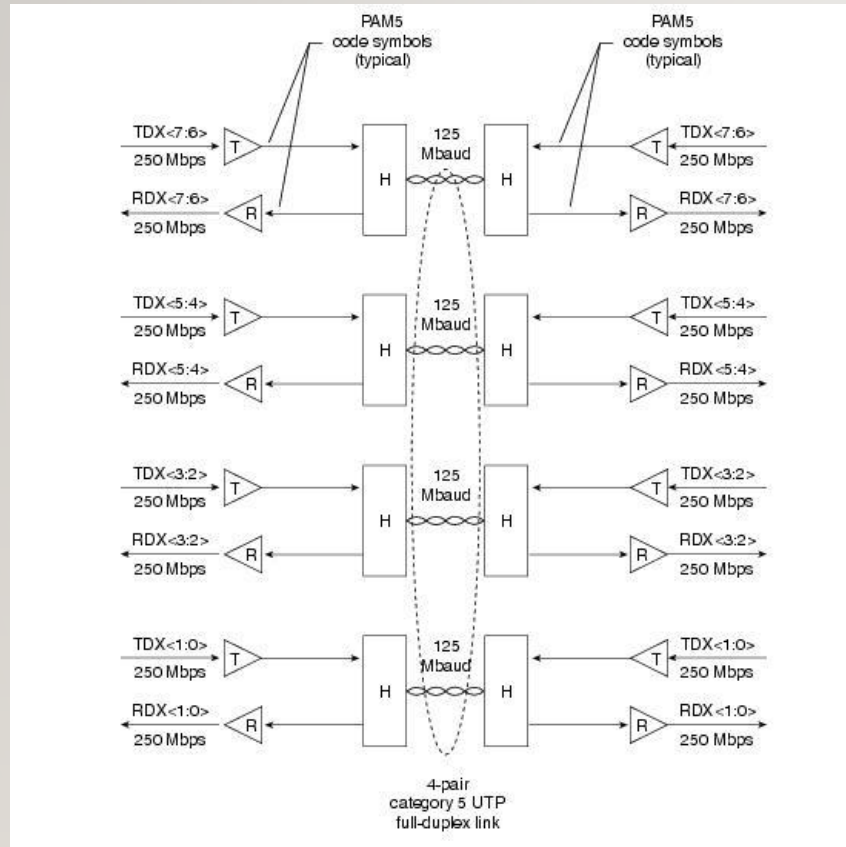 PAM5
code symbols
(typical)
PAM5
code symbols
(typical)
TDX<7:6>
250 Mbps
T
RDX<7:6>
250 Mbps
R
H
125
Mbaud
H
T
TDX<7:6>
250 Mbps
R
RDX<7:6>
250 Mbps
TDX<5:4>
250 Mbps
T
RDX<5:4>
250 Mbps
R
H
125
Mbaud
H
T
TDX<5:4>
250 Mbps
R
RDX<5:4>
250 Mbps
TDX<3:2>
250 Mbps
T
RDX<3:2>
250 Mbps
R
H
125
Mbaud
H
T
TDX<3:2>
250 Mbps
R
RDX<3:2>
250 Mbps
TDX<1:0>
250 Mbps
T
RDX<1:0>
250 Mbps
R
H
125
Mbaud
H
T
TDX<1:0>
250 Mbps
R
RDX<1:0>
250 Mbps
4-pair
category 5 UTP
full-duplex link